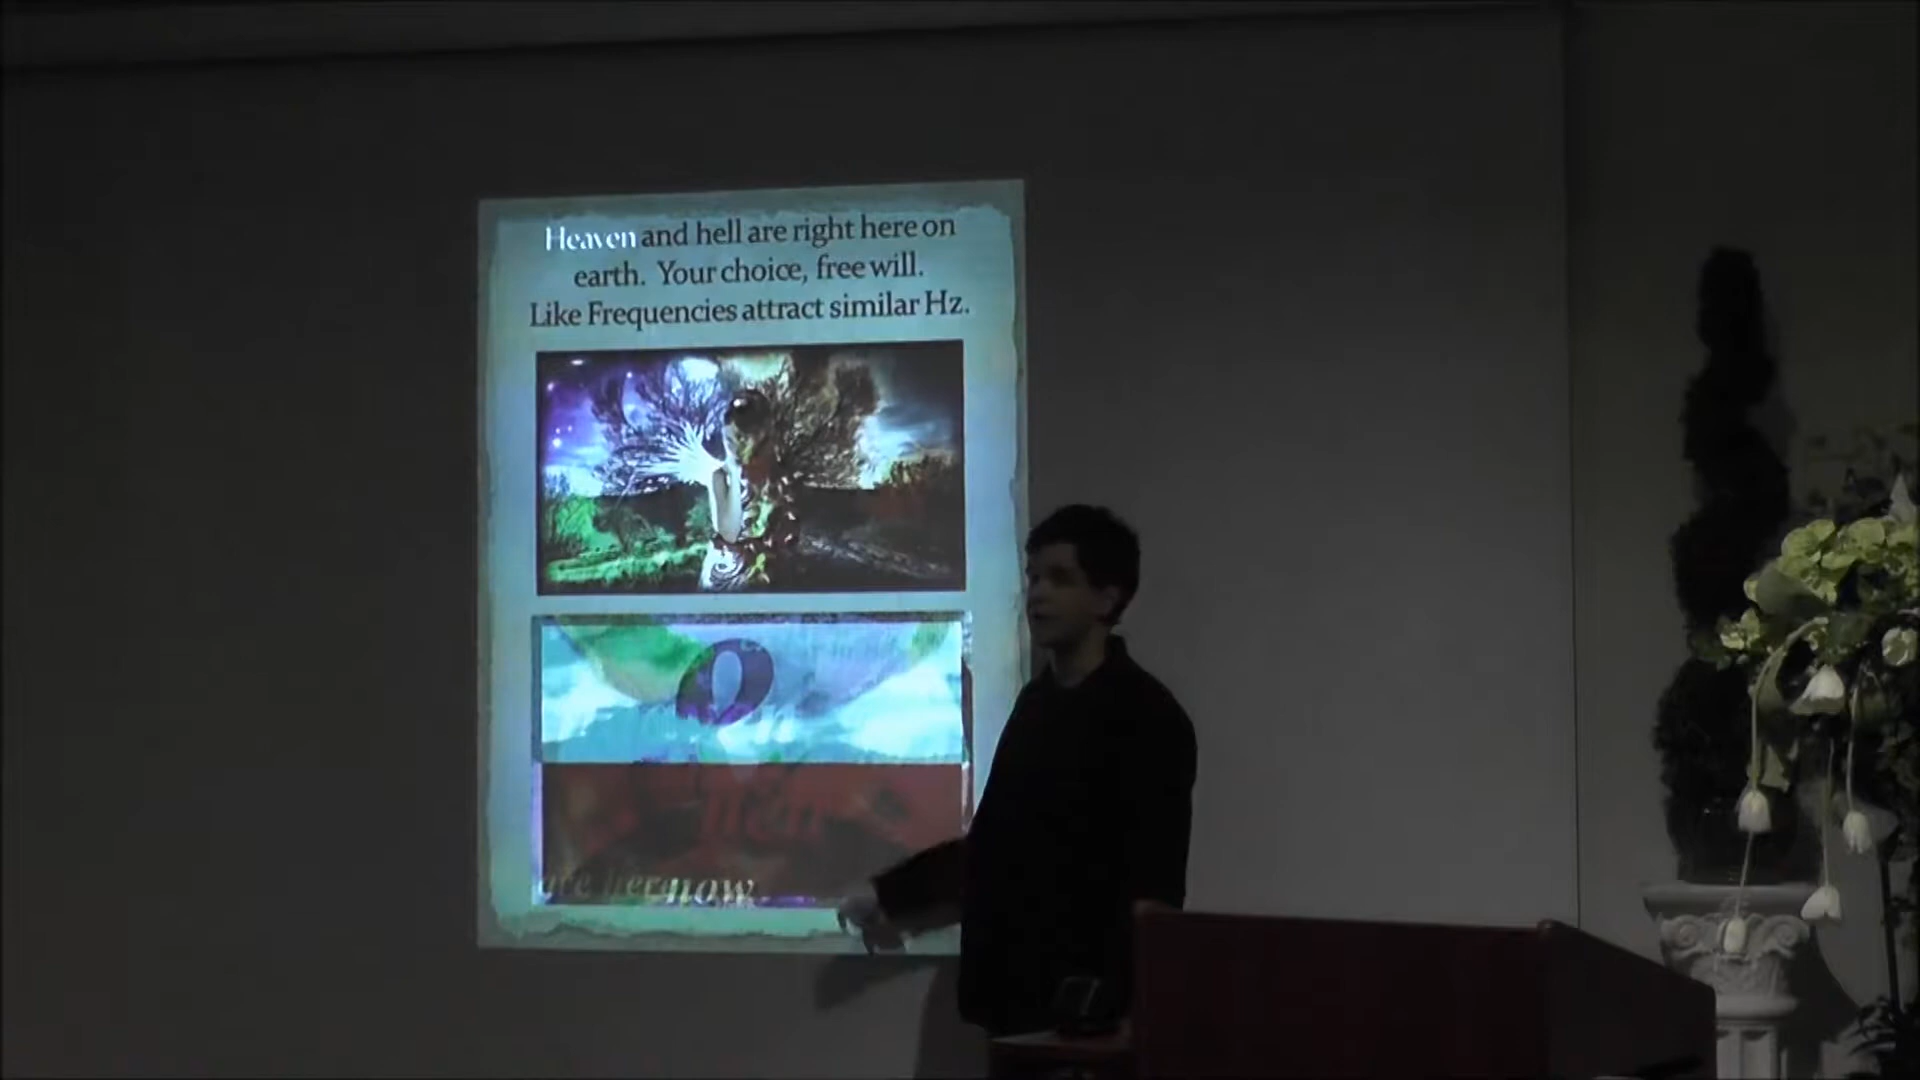 Heaven and hell are right here on
earth. Your choice, free will.
Like Frequencies attract similar Hz.
now